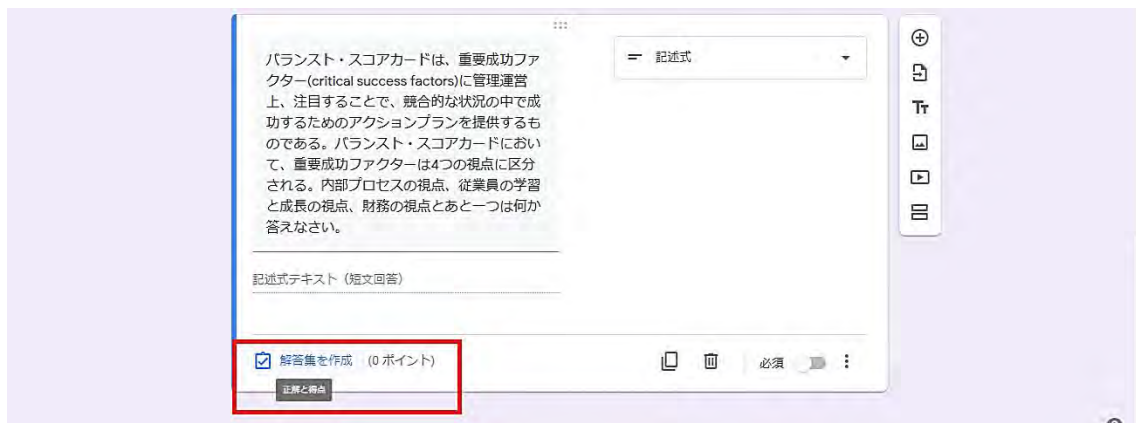 バランスト・スコアカードは、重要成功ファ
クター(critical success factors)に管理運営
上、注目することで、競合的な状況の中で成
功するためのアクションプランを提供するも
のである。バランスト・スコアカードにおい
て、重要成功ファクターは4つの視点に区分
される。内部プロセスの視点、従業員の学習
と成長の視点、財務の視点とあと一つは何か
答えなさい。
記述式
記述式テキスト（短文回答）
解答集を作成 （0 ポイント）
必須
正解と得点
Tт